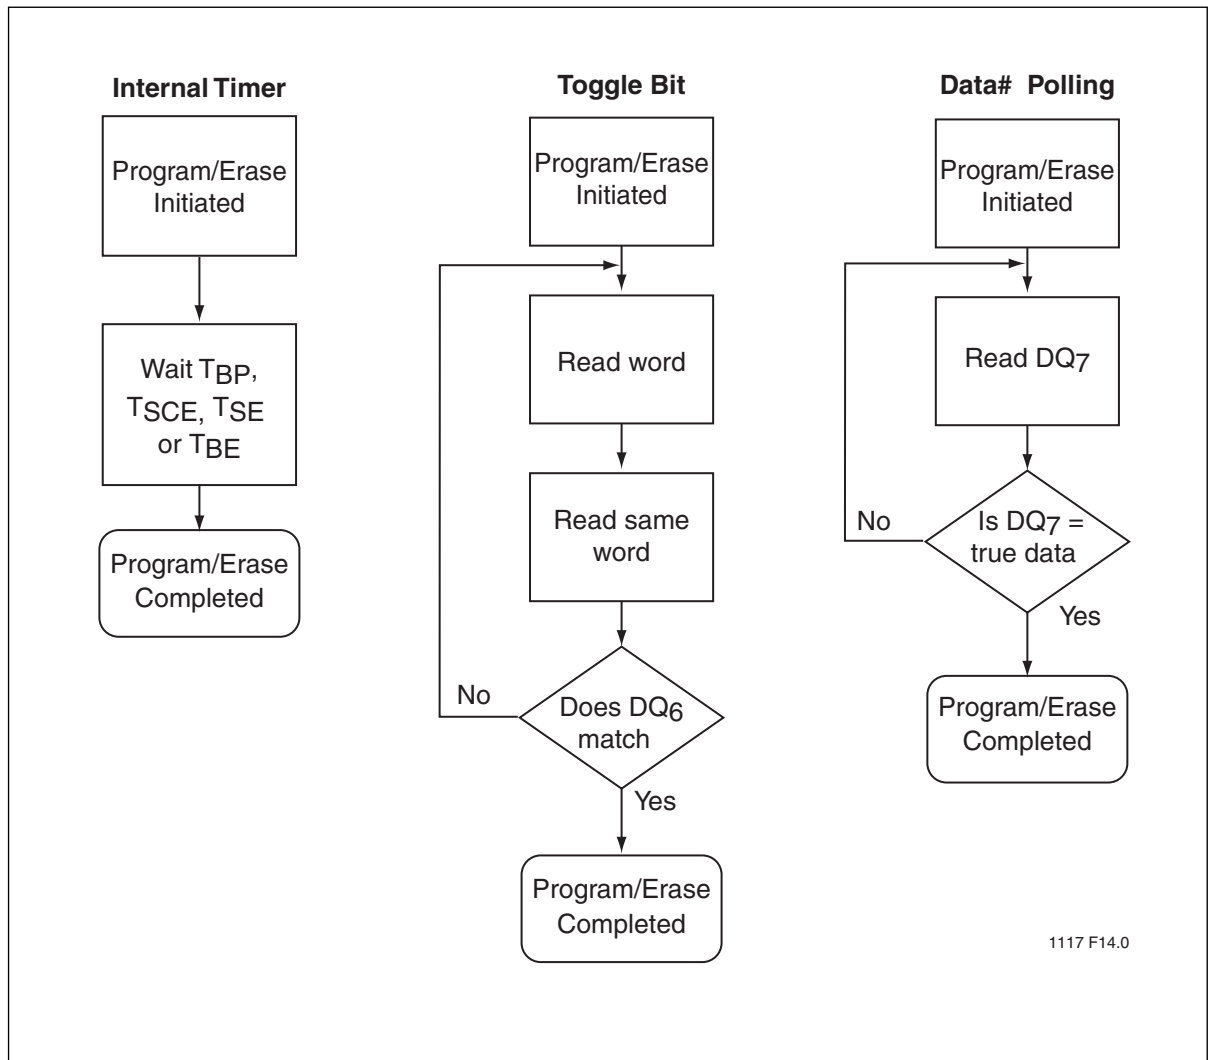 Internal Timer
Program/Erase
Initiated
Wait TBP,
TSCE, TSE
or TBE
Program/Erase
Completed
Toggle Bit
Program/Erase
Initiated
Read word
Read same
word
No
Does DQ6
match
Yes
Program/Erase
Completed
Data# Polling
Program/Erase
Initiated
Read DQ7
No
Is DQ7 =
true data
Yes
Program/Erase
Completed
1117 F14.0